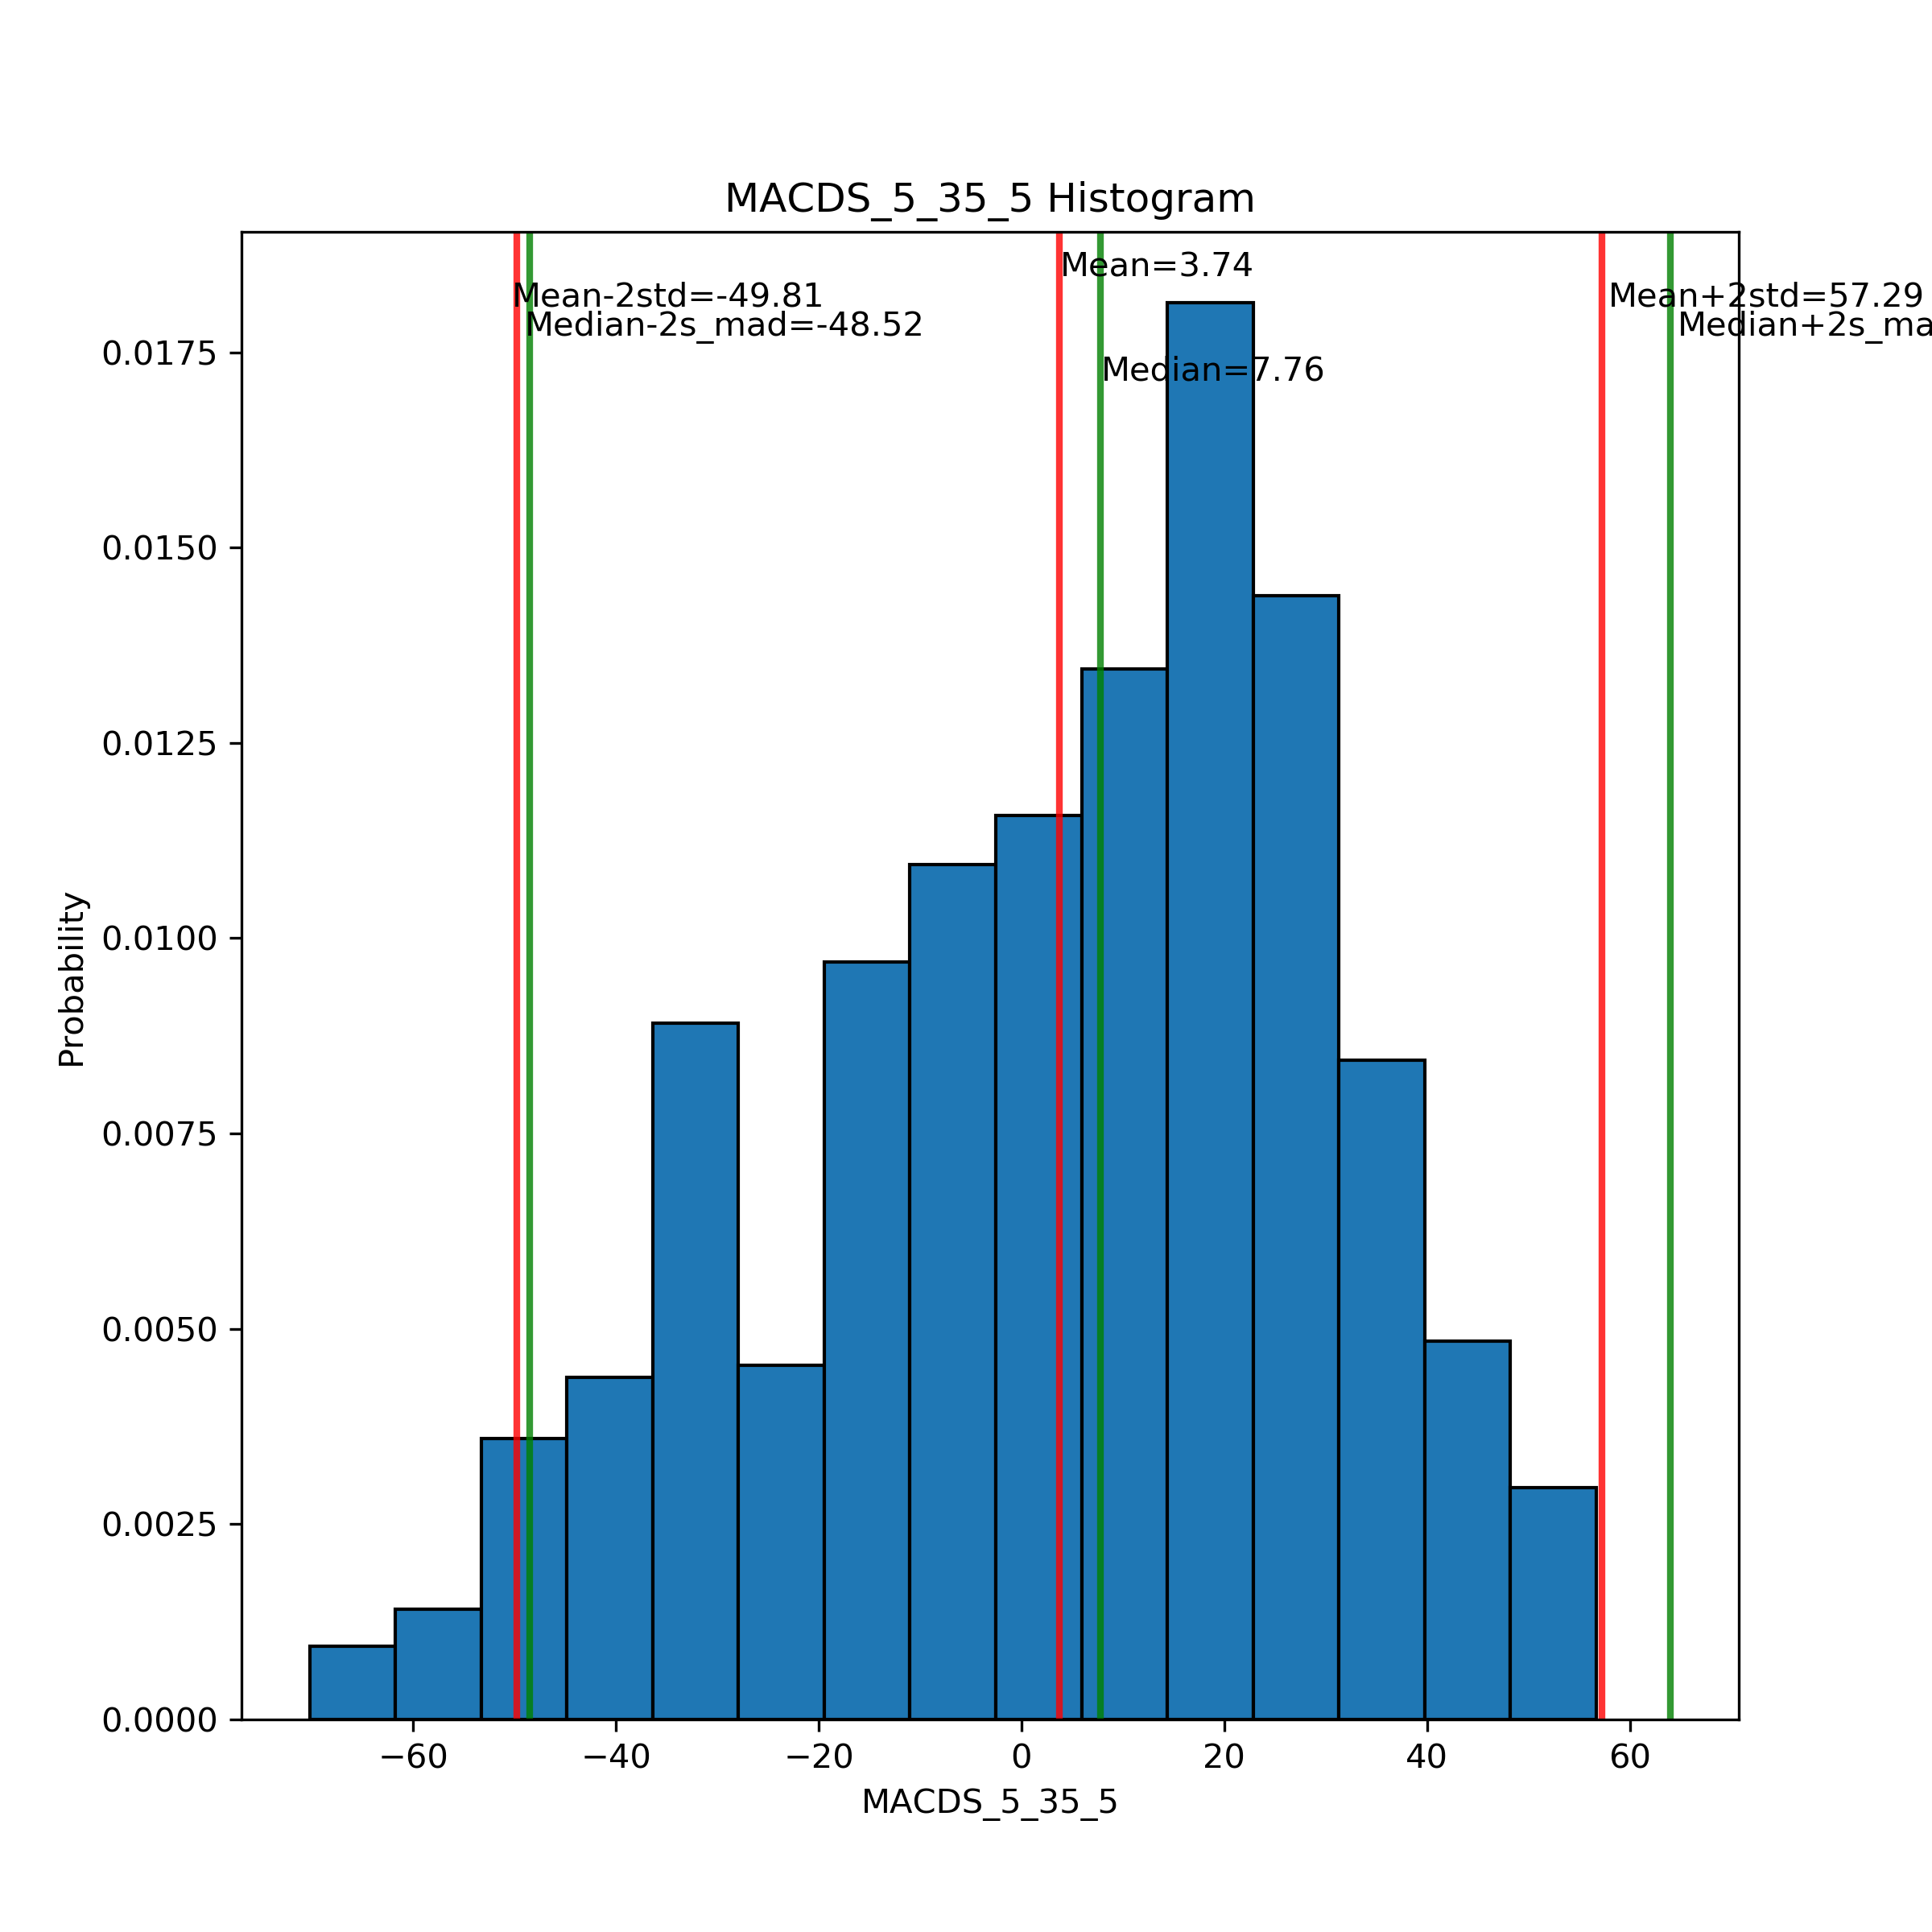 MACDS_5_35_5 Histogram
Mean=3.74
Mean-2std=-49.81
Mean+2std=57.29
Median-2s_mad=-48.52
Median+2s_ma
Median=7.76
0.0175
0.0150
0.0125
0.0100
0.0075
0.0050
0.0025
0.0000
Probability
−60 −40 −20 0 20 40 60
MACDS_5_35_5